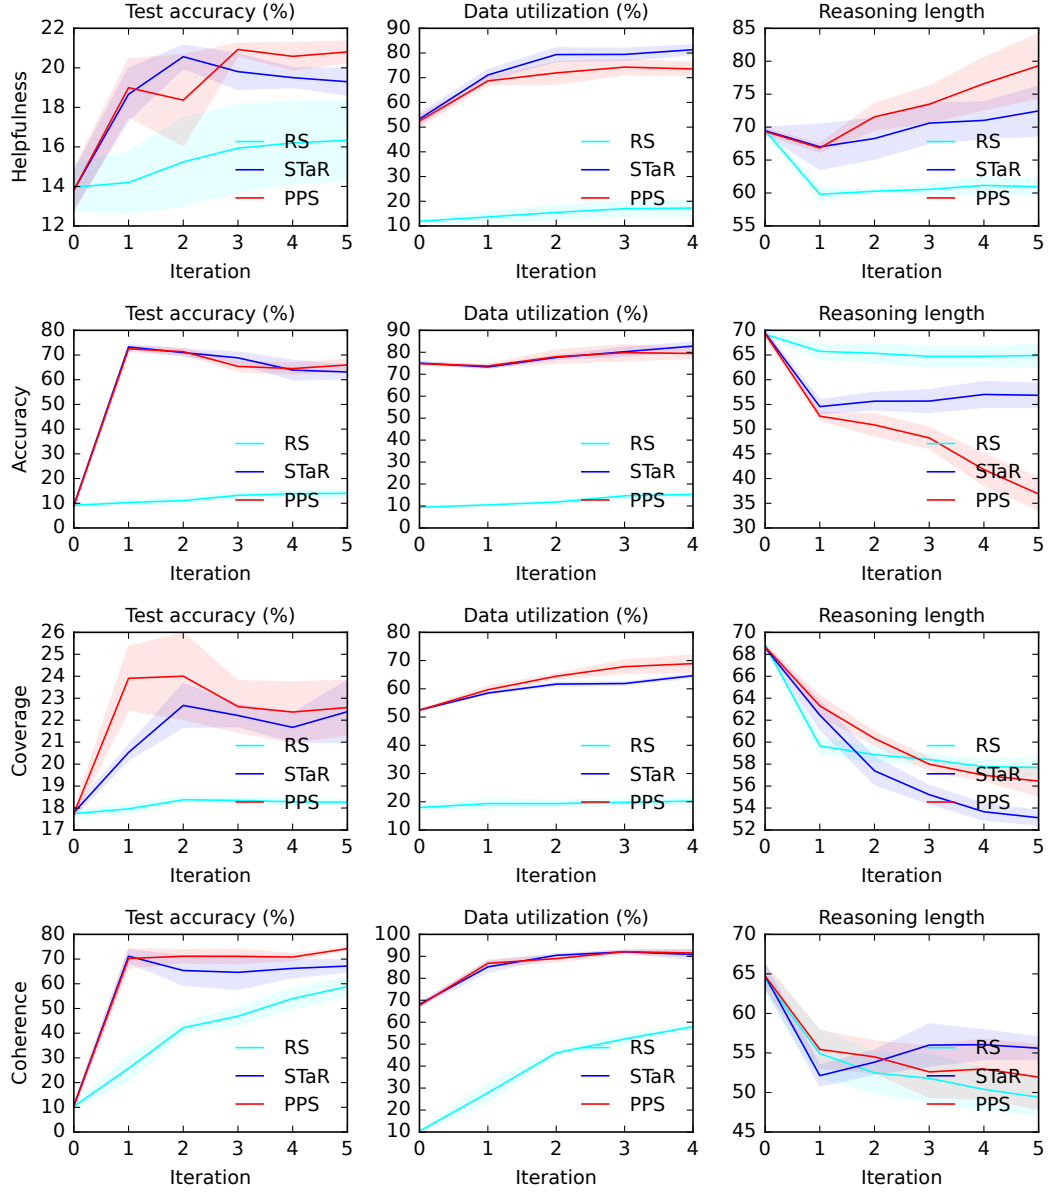 Test accuracy (%)
Data utilization (%)
Reasoning length
Helpfulness
22
20
18
16
14
12
0 1 2 3 4 5
Iteration
RS
STaR
PPS
90
80
70
60
50
40
30
20
10
0 1 2 3 4
Iteration
RS
STaR
PPS
85
80
75
70
65
60
55
0 1 2 3 4 5
Iteration
RS
STaR
PPS
Test accuracy (%)
Data utilization (%)
Reasoning length
Accuracy
80
70
60
50
40
30
20
10
0
0 1 2 3 4 5
Iteration
RS
STaR
PPS
90
80
70
60
50
40
30
20
10
0
0 1 2 3 4
Iteration
RS
STaR
PPS
70
65
60
55
50
45
40
35
30
0 1 2 3 4 5
Iteration
RS
STaR
PPS
Test accuracy (%)
Data utilization (%)
Reasoning length
Coverage
26
25
24
23
22
21
20
19
18
17
0 1 2 3 4 5
Iteration
RS
STaR
PPS
80
70
60
50
40
30
20
10
0 1 2 3 4
Iteration
RS
STaR
PPS
70
68
66
64
62
60
58
56
54
52
0 1 2 3 4 5
Iteration
RS
STaR
PPS
Test accuracy (%)
Data utilization (%)
Reasoning length
Coherence
80
70
60
50
40
30
20
10
0
0 1 2 3 4 5
Iteration
RS
STaR
PPS
100
90
80
70
60
50
40
30
20
10
0 1 2 3 4
Iteration
RS
STaR
PPS
70
65
60
55
50
45
0 1 2 3 4 5
Iteration
RS
STaR
PPS